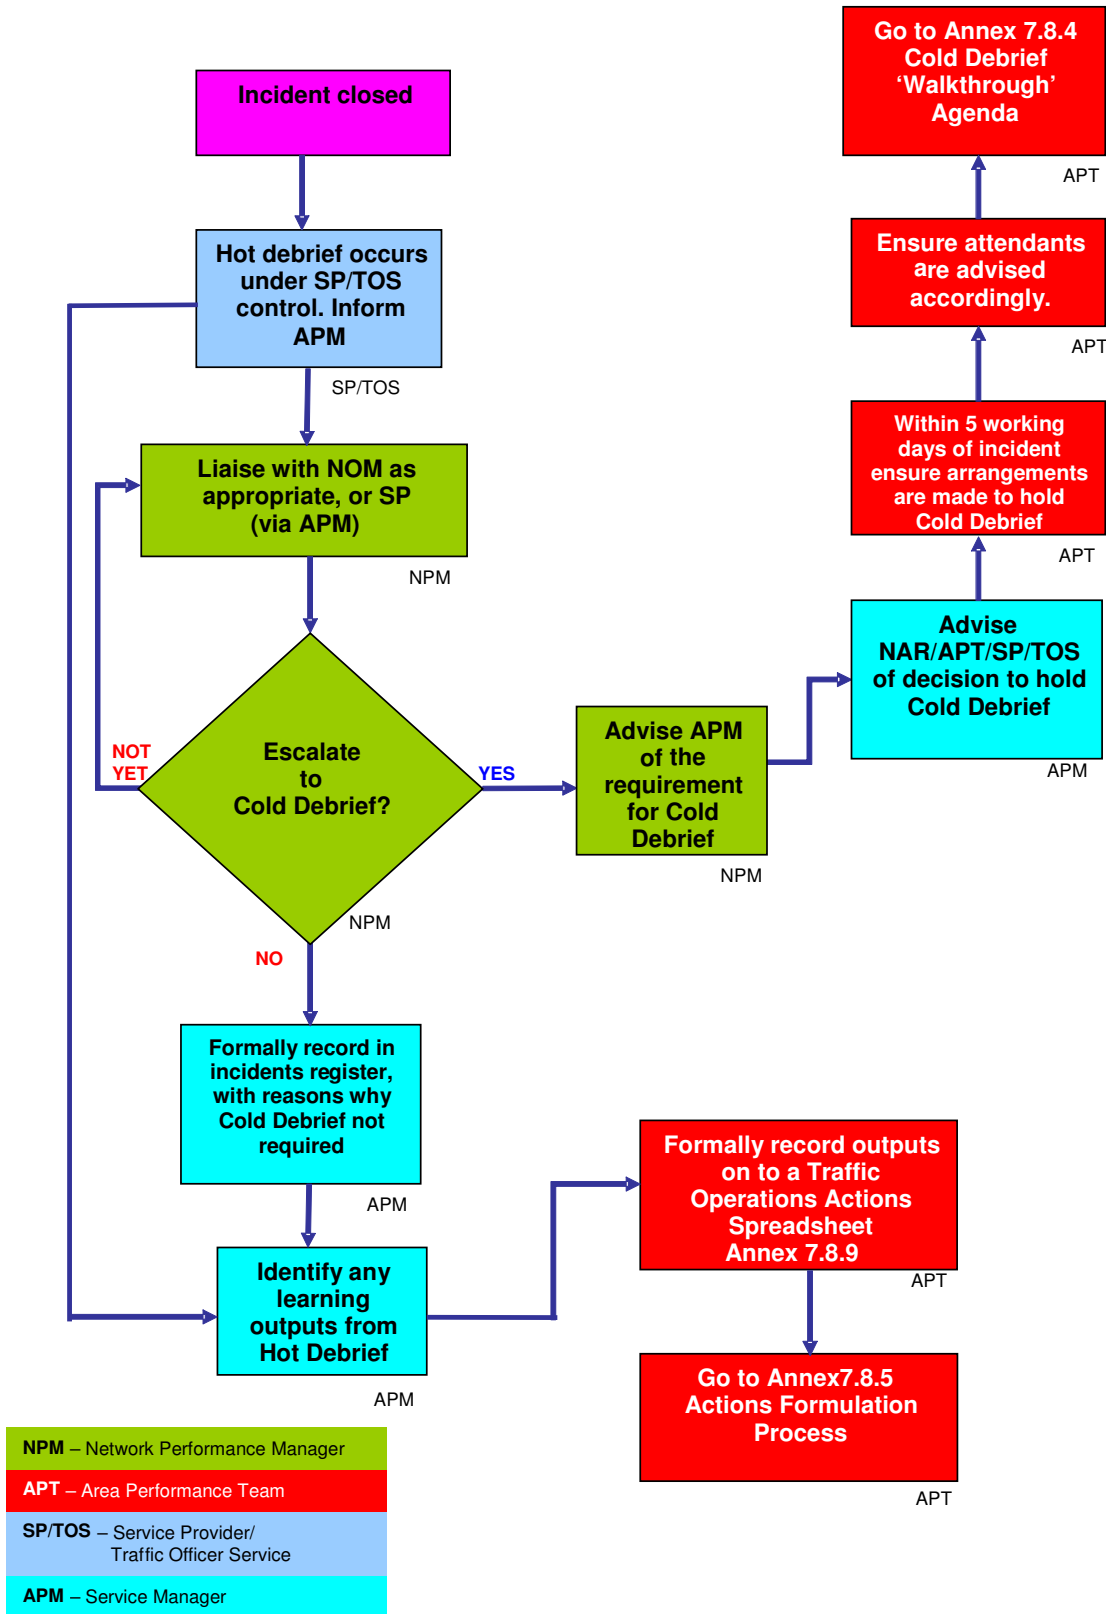 Incident closed
Hot debrief occurs
under SP/TOS
control. Inform
APM
SP/TOS
Liaise with NOM as
appropriate, or SP
(via APM)
NPM
Escalate
to
Cold Debrief?
NPM
NOT
YET
YES
NO
Advise APM
of the
requirement
for Cold
Debrief
NPM
Advise
NAR/APT/SP/TOS
of decision to hold
Cold Debrief
APM
Within 5 working
days of incident
ensure arrangements
are made to hold
Cold Debrief
APT
Ensure attendants
are advised
accordingly.
APT
Go to Annex 7.8.4
Cold Debrief
‘Walkthrough’
Agenda
APT
Formally record in
incidents register,
with reasons why
Cold Debrief not
required
APM
Identify any
learning
outputs from
Hot Debrief
APM
Formally record outputs
on to a Traffic
Operations Actions
Spreadsheet
Annex 7.8.9
APT
Go to Annex7.8.5
Actions Formulation
Process
APT
NPM – Network Performance Manager
APT – Area Performance Team
SP/TOS – Service Provider/
Traffic Officer Service
APM – Service Manager